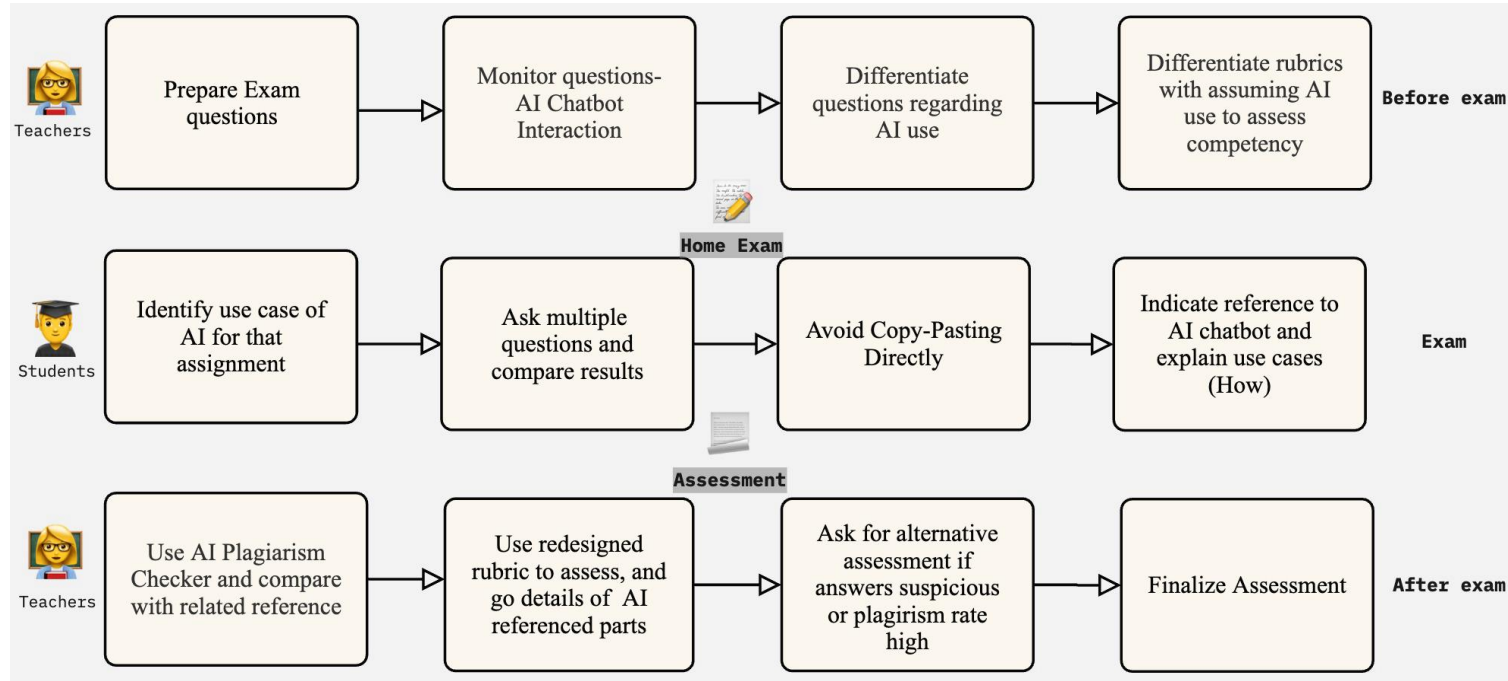 Prepare Exam
questions
Monitor questions-
AI Chatbot
Interaction
Differentiate
questions regarding
AI use
Differentiate rubrics
with assuming AI
use to assess
competency
Before exam
Teachers
Home Exam
Identify use case of
AI for that
assignment
Ask multiple
questions and
compare results
Avoid Copy-Pasting
Directly
Indicate reference to
AI chatbot and
explain use cases
(How)
Exam
Students
Assessment
Use AI Plagiarism
Checker and compare
with related reference
Use redesigned
rubric to assess, and
go details of AI
referenced parts
Ask for alternative
assessment if
answers suspicious
or plagirism rate
high
Finalize Assessment
After exam
Teachers